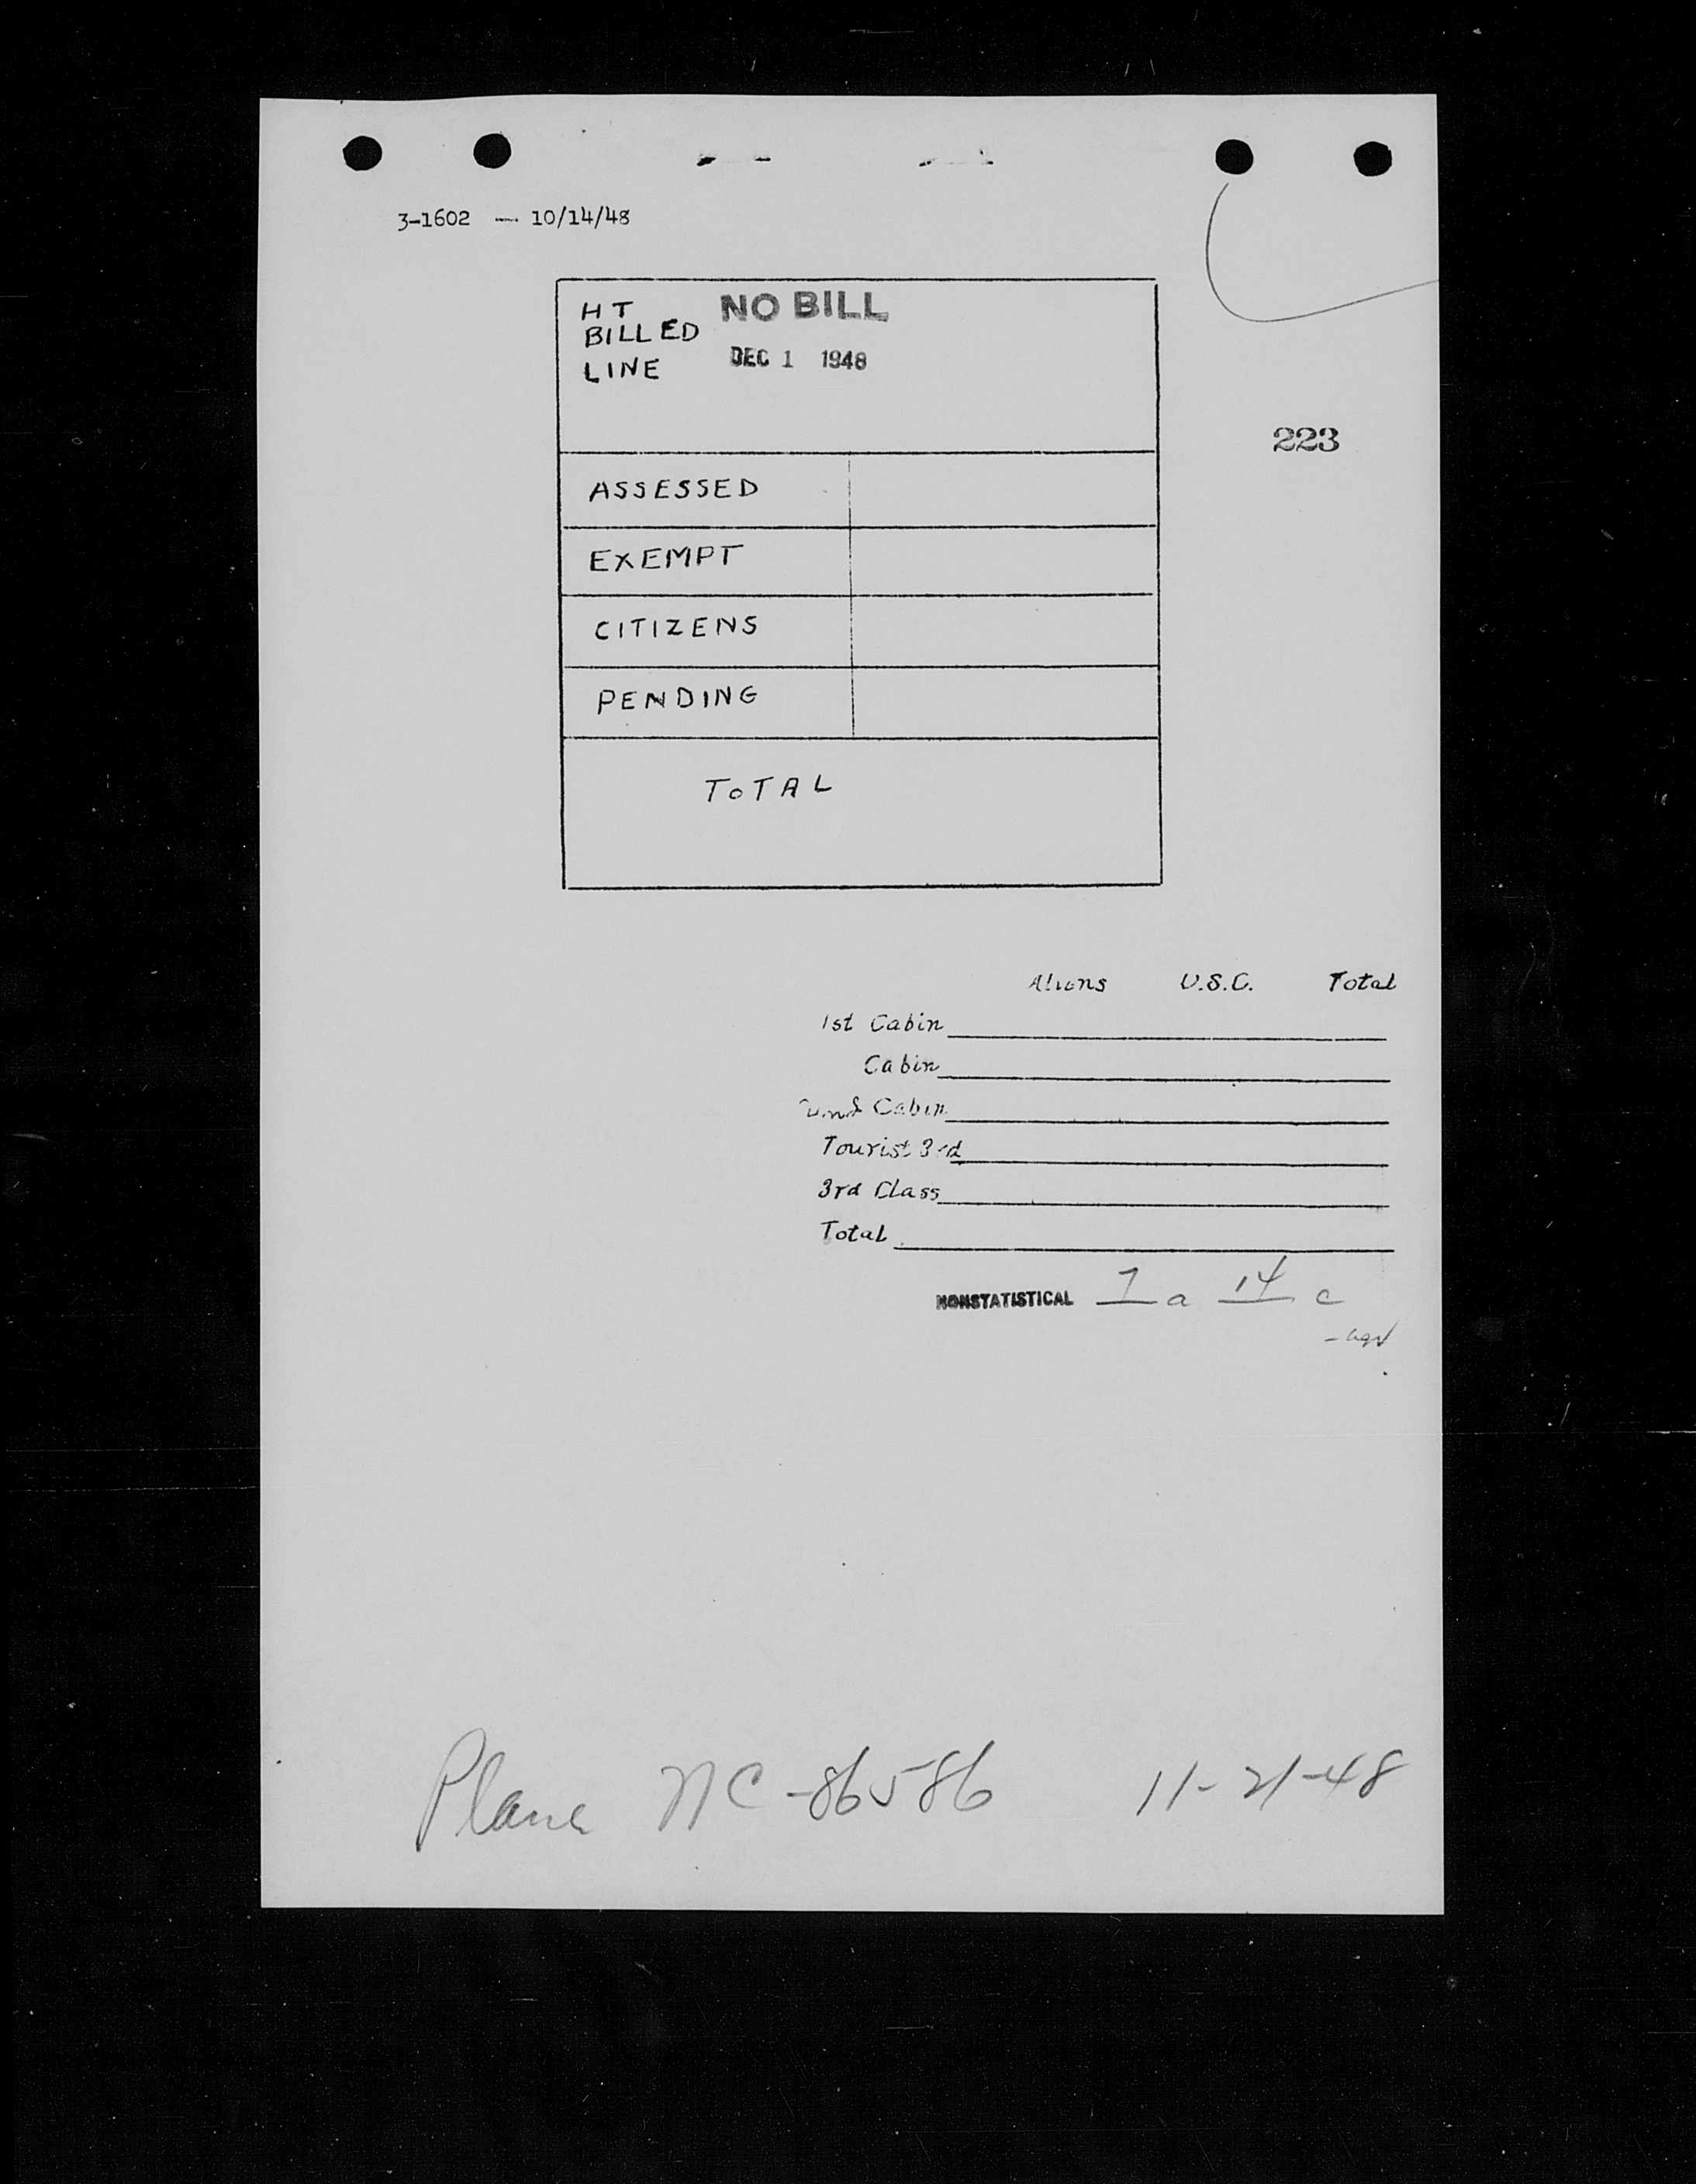 3-1602 — 10/14/48
HT NO BILL
BILLED
LINE DEC 1 1948
223
ASSESSED
EXEMPT
CITIZENS
PENDING
TOTAL
Aliens U.S.C. Total
1st Cabin
Cabin
Cabin
Tourist 3rd
3rd Class
Total
NONSTATISTICAL 7 a 14 c
Plane NC-86586 11-21-48